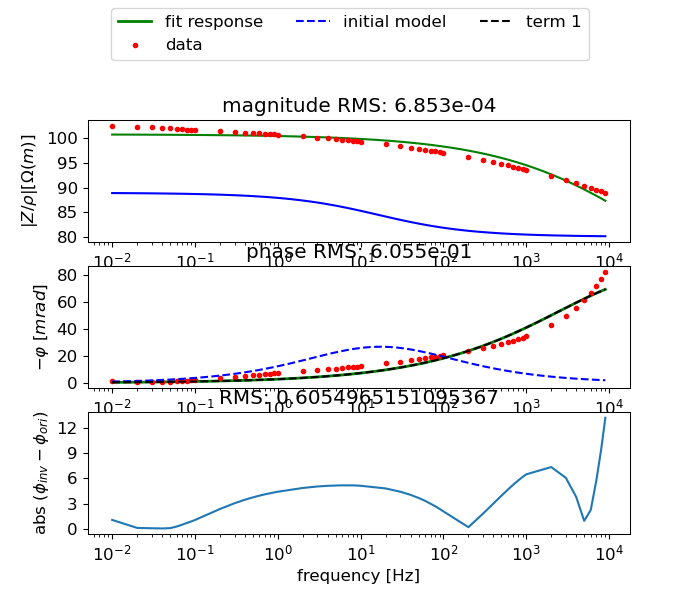 fit response initial model term 1
data
magnitude RMS: 6.853e-04
|Z/ρ|[Ω(m)]
100
95
90
85
80
10⁻² 10⁻¹ 10⁰ 10¹ 10² 10³ 10⁴
phase RMS: 6.055e-01
−φ [mrad]
80
60
40
20
0
10⁻² 10⁻¹ 10⁰ 10¹ 10² 10³ 10⁴
RMS: 0.6054965151095367
abs (ϕ_inv − ϕ_ori)
12
9
6
3
0
10⁻² 10⁻¹ 10⁰ 10¹ 10² 10³ 10⁴
frequency [Hz]